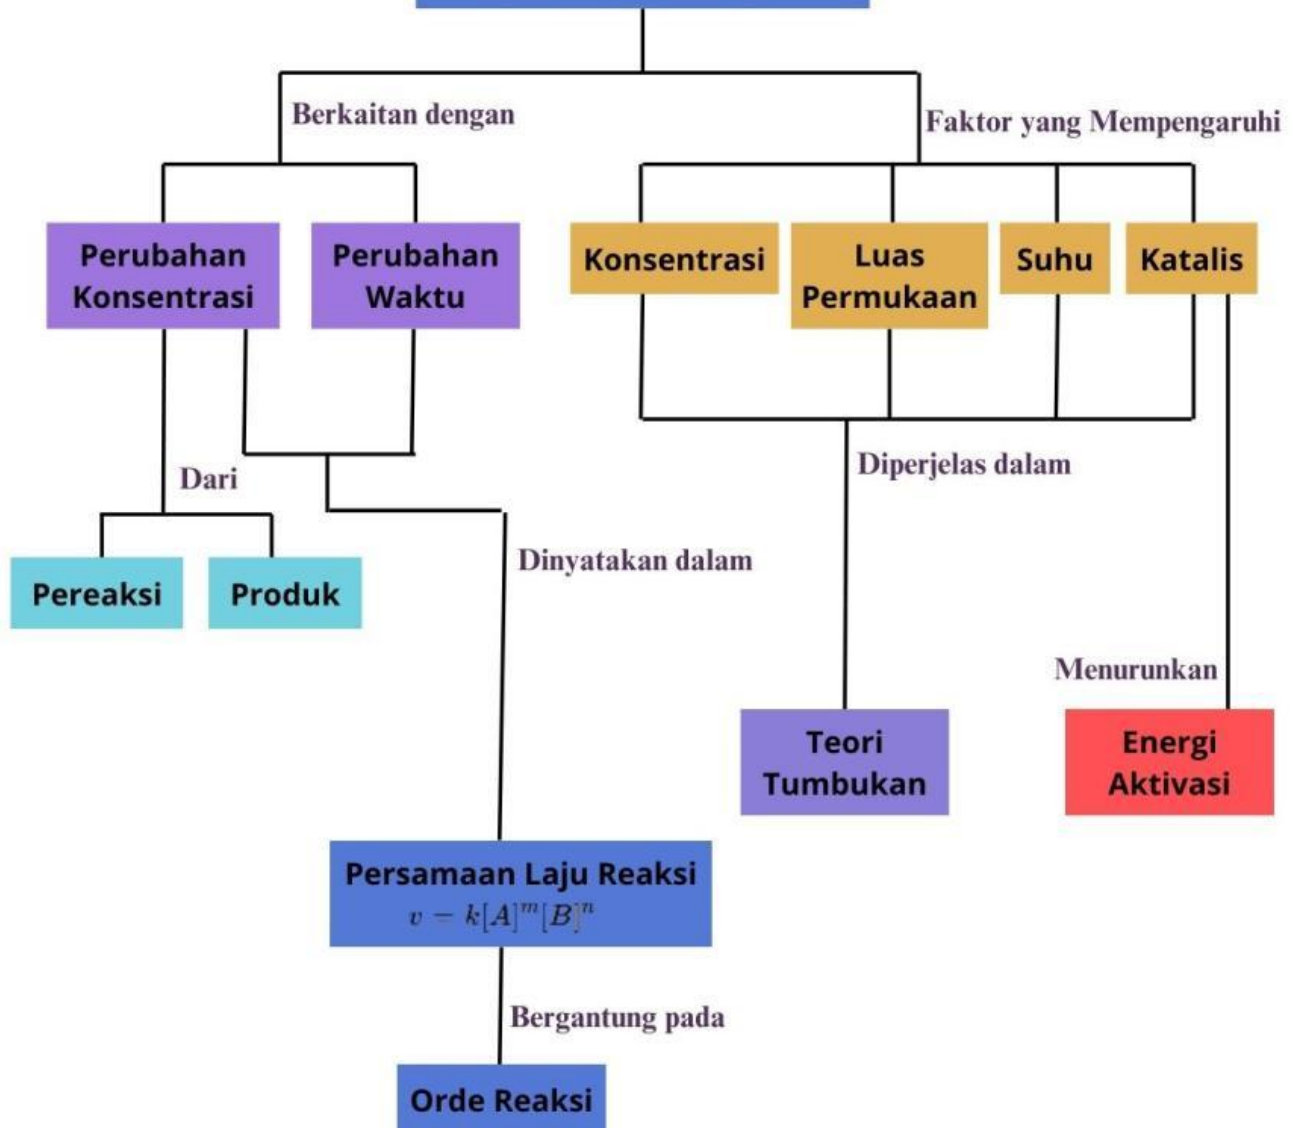 Berkaitan dengan
Faktor yang Mempengaruhi
Perubahan
Konsentrasi
Perubahan
Waktu
Konsentrasi
Luas
Permukaan
Suhu
Katalis
Dari
Diperjelas dalam
Pereaksi
Produk
Dinyatakan dalam
Menurunkan
Teori
Tumbukan
Energi
Aktivasi
Persamaan Laju Reaksi
v = k[A]^m[B]^n
Bergantung pada
Orde Reaksi